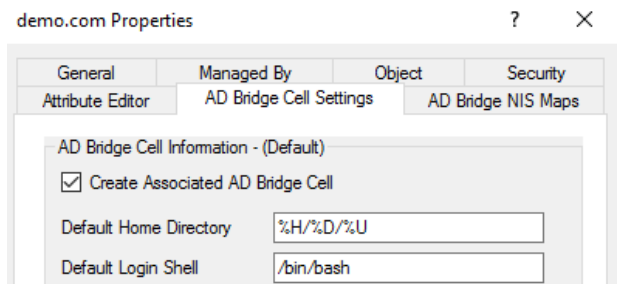 demo.com Properties ? ×
General Managed By Object Security
Attribute Editor AD Bridge Cell Settings AD Bridge NIS Maps
AD Bridge Cell Information - (Default)
Create Associated AD Bridge Cell
Default Home Directory %H/%D/%U
Default Login Shell /bin/bash